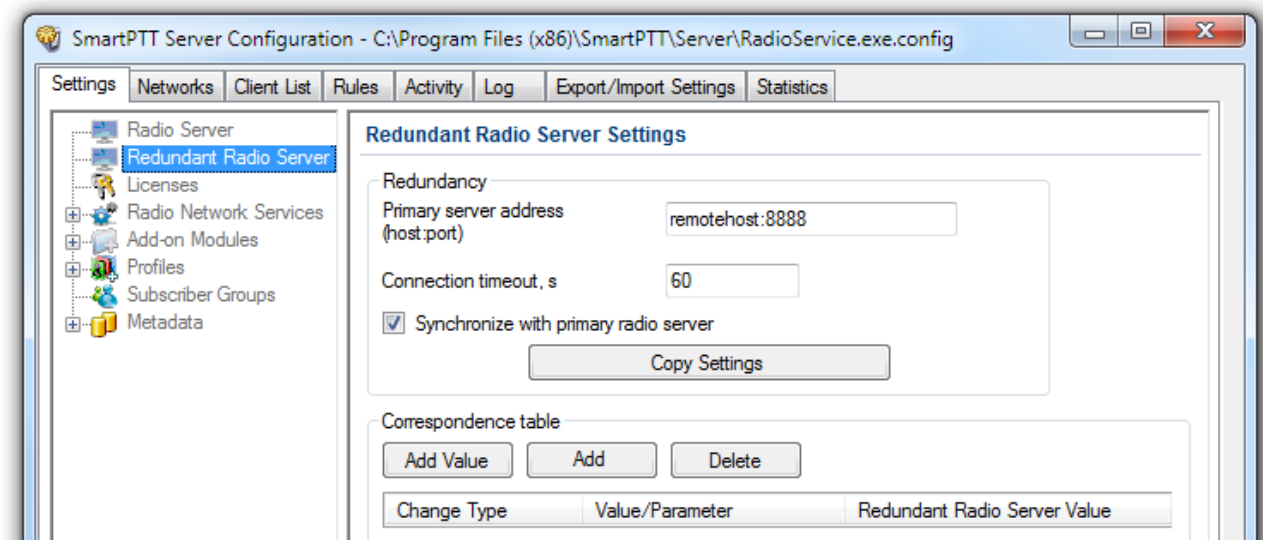 SmartPTT Server Configuration - C:\Program Files (x86)\SmartPTT\Server\RadioService.exe.config
Settings Networks Client List Rules Activity Log Export/Import Settings Statistics
Radio Server
Redundant Radio Server
Licenses
Radio Network Services
Add-on Modules
Profiles
Subscriber Groups
Metadata
Redundant Radio Server Settings
Redundancy
Primary server address
(host:port)
remotehost:8888
Connection timeout, s
60
Synchronize with primary radio server
Copy Settings
Correspondence table
Add Value Add Delete
Change Type Value/Parameter Redundant Radio Server Value